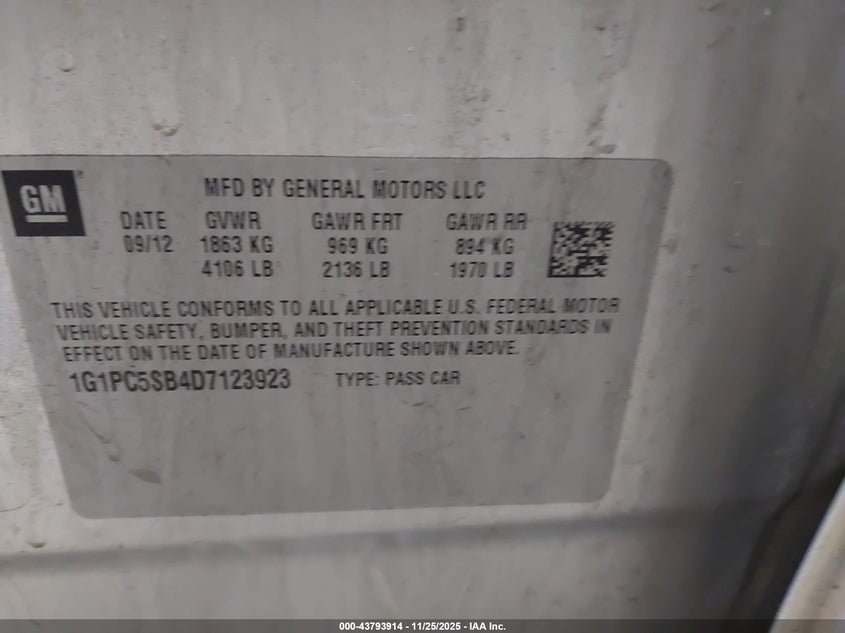 GM
MFD BY GENERAL MOTORS LLC
DATE GVWR GAWR FRT GAWR RR
09/12 1863 KG 969 KG 894 KG
4106 LB 2136 LB 1970 LB
THIS VEHICLE CONFORMS TO ALL APPLICABLE U.S. FEDERAL MOTOR
VEHICLE SAFETY, BUMPER, AND THEFT PREVENTION STANDARDS IN
EFFECT ON THE DATE OF MANUFACTURE SHOWN ABOVE.
1G1PC5SB4D7123923 TYPE: PASS CAR
000-43793914 - 11/25/2025 - IAA Inc.